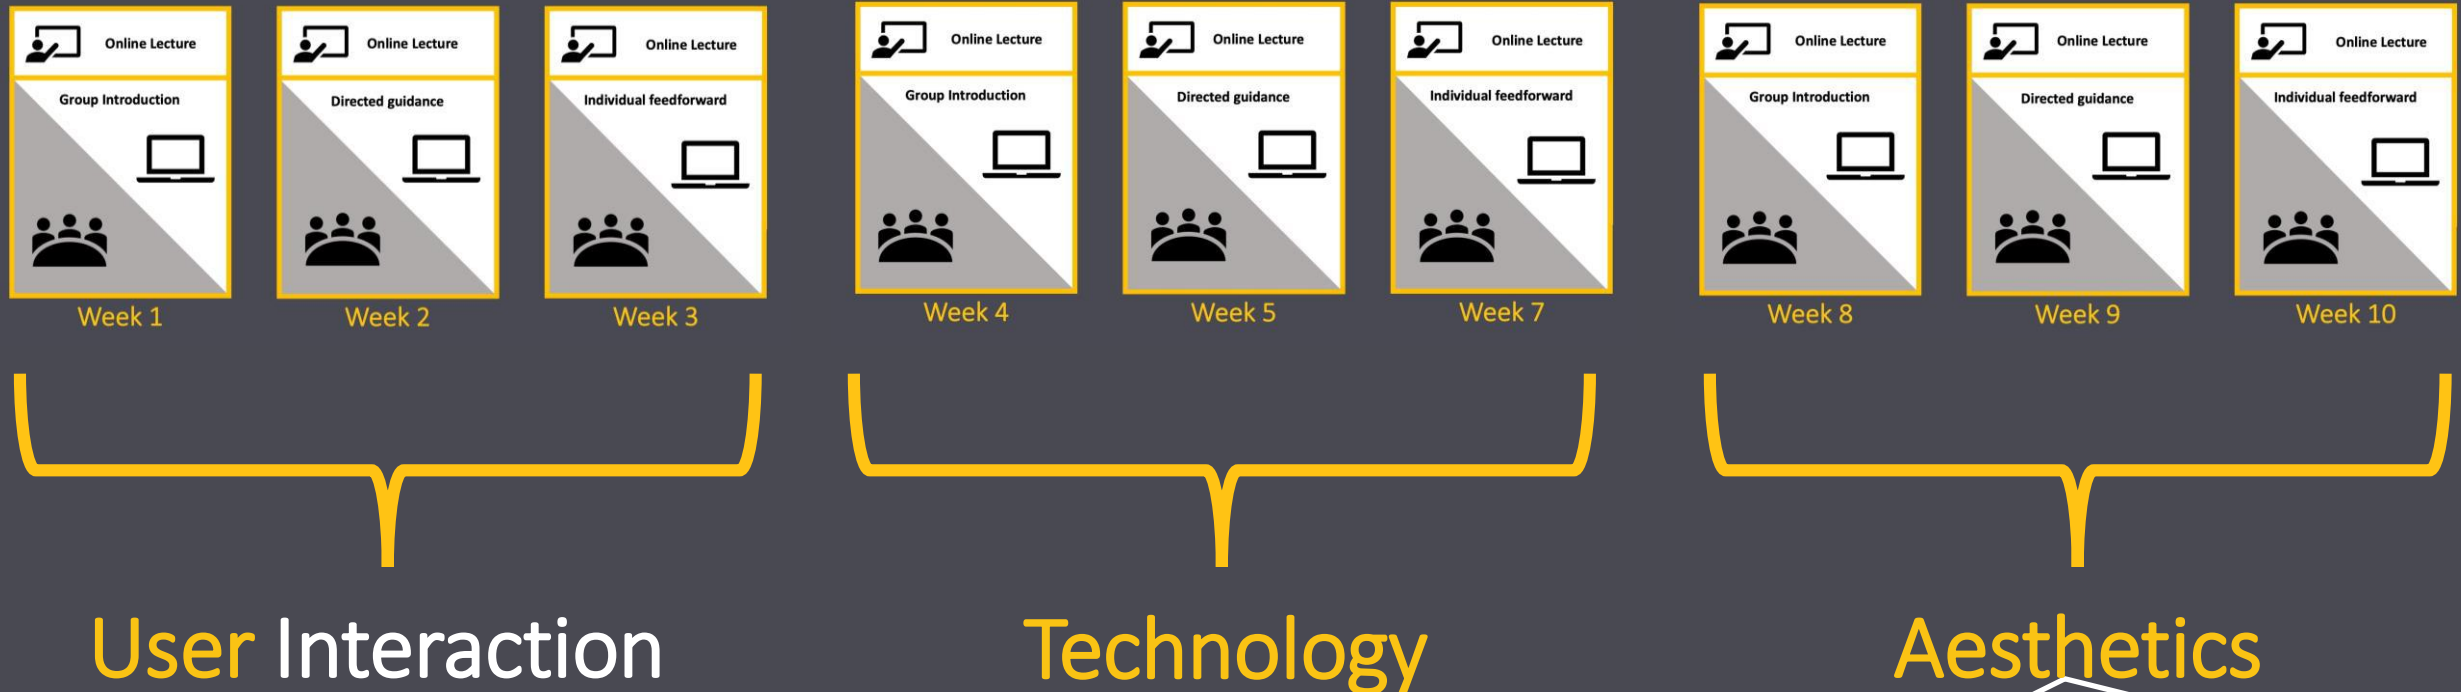 Online Lecture
Group Introduction
Week 1
Online Lecture
Directed guidance
Week 2
Online Lecture
Individual feedforward
Week 3
User Interaction
Online Lecture
Group Introduction
Week 4
Online Lecture
Directed guidance
Week 5
Online Lecture
Individual feedforward
Week 7
Technology
Online Lecture
Group Introduction
Week 8
Online Lecture
Directed guidance
Week 9
Online Lecture
Individual feedforward
Week 10
Aesthetics